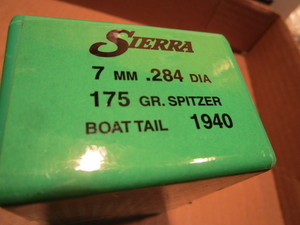 SIERRA
7 MM .284 DIA
175 GR. SPITZER
BOAT TAIL 1940